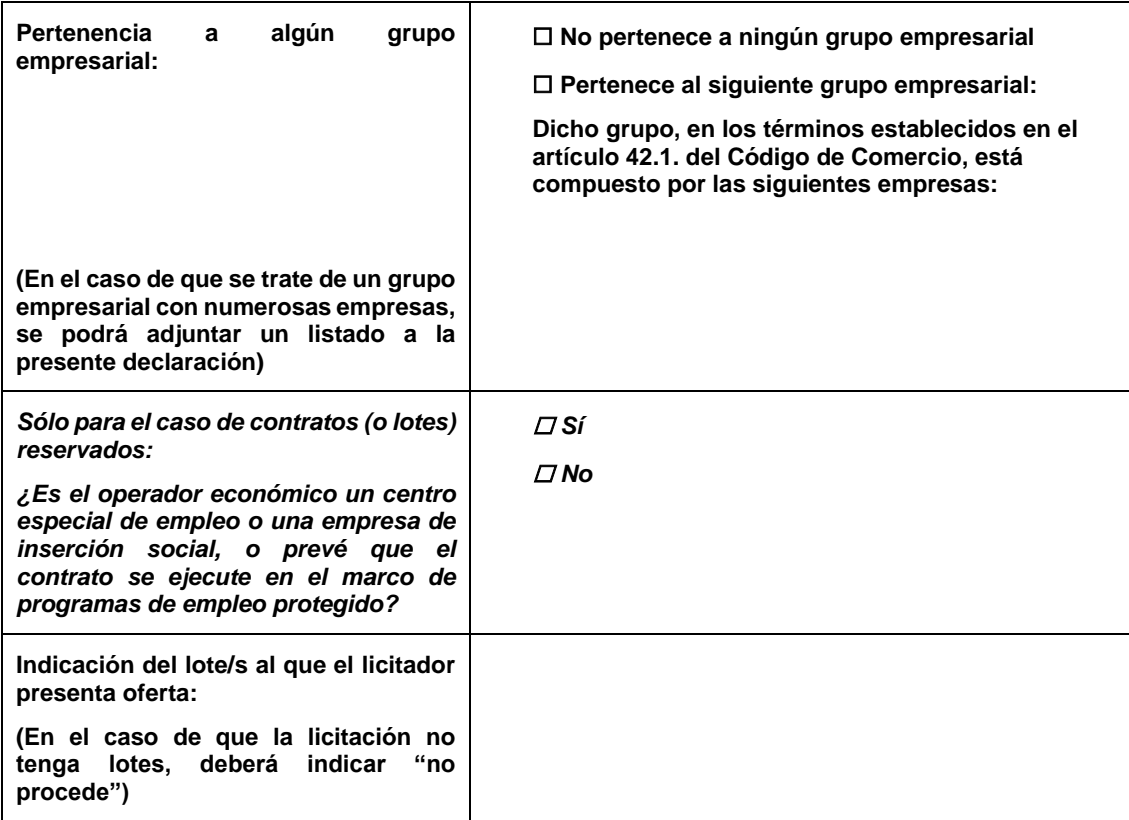 Pertenencia a algún grupo
empresarial:
(En el caso de que se trate de un grupo
empresarial con numerosas empresas,
se podrá adjuntar un listado a la
presente declaración)
☐ No pertenece a ningún grupo empresarial
☐ Pertenece al siguiente grupo empresarial:
Dicho grupo, en los términos establecidos en el
artículo 42.1. del Código de Comercio, está
compuesto por las siguientes empresas:
Sólo para el caso de contratos (o lotes)
reservados:
¿Es el operador económico un centro
especial de empleo o una empresa de
inserción social, o prevé que el
contrato se ejecute en el marco de
programas de empleo protegido?
☐ Sí
☐ No
Indicación del lote/s al que el licitador
presenta oferta:
(En el caso de que la licitación no
tenga lotes, deberá indicar “no
procede”)